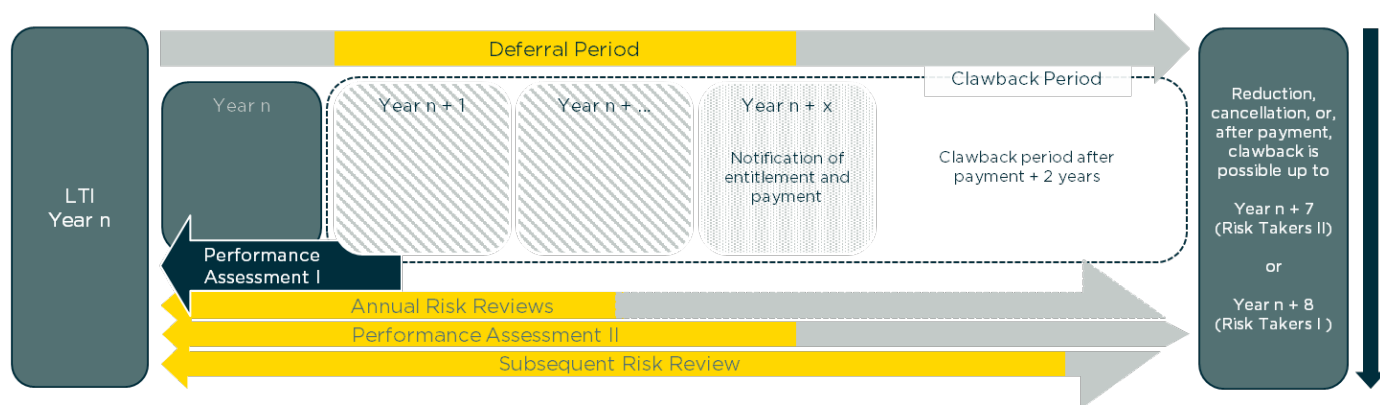 Deferral Period
Clawback Period
LTI
Year n
Year n
Year n + 1
Year n + ...
Year n + x
Notification of
entitlement and
payment
Clawback period after
payment + 2 years
Performance
Assessment I
Annual Risk Reviews
Performance Assessment II
Subsequent Risk Review
Reduction,
cancellation, or,
after payment,
clawback is
possible up to
Year n + 7
(Risk Takers II)
or
Year n + 8
(Risk Takers I )